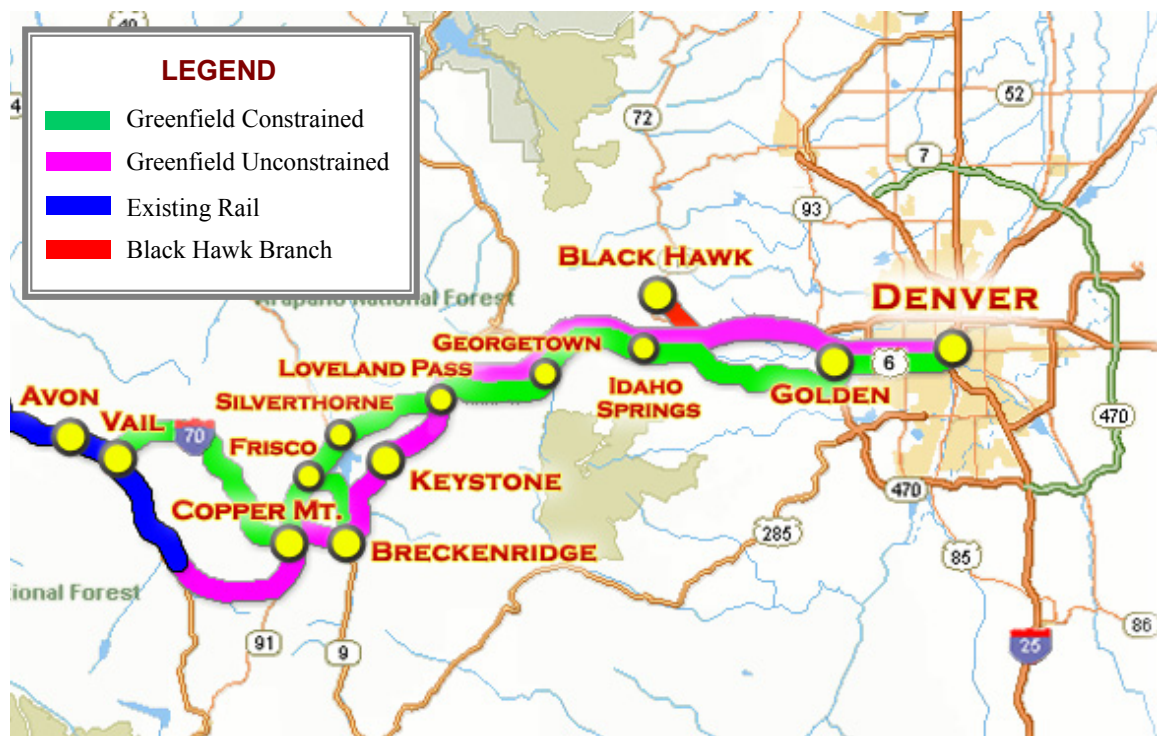 LEGEND
Greenfield Constrained
Greenfield Unconstrained
Existing Rail
Black Hawk Branch
52
72
7
93
BLACK HAWK
National Forest
DENVER
GEORGETOWN
LOVELAND PASS
6
IDAHO
SPRINGS
GOLDEN
AVON
SILVERTHORNE
VAIL
70
FRISCO
470
KEYSTONE
470
COPPER MT.
285
BRECKENRIDGE
85
ional Forest
86
91
9
25